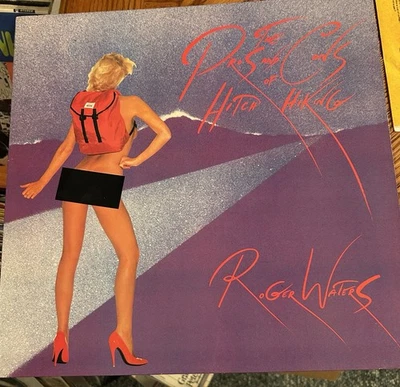 The
Pros and Cons
of
Hitch Hiking
Roger Waters